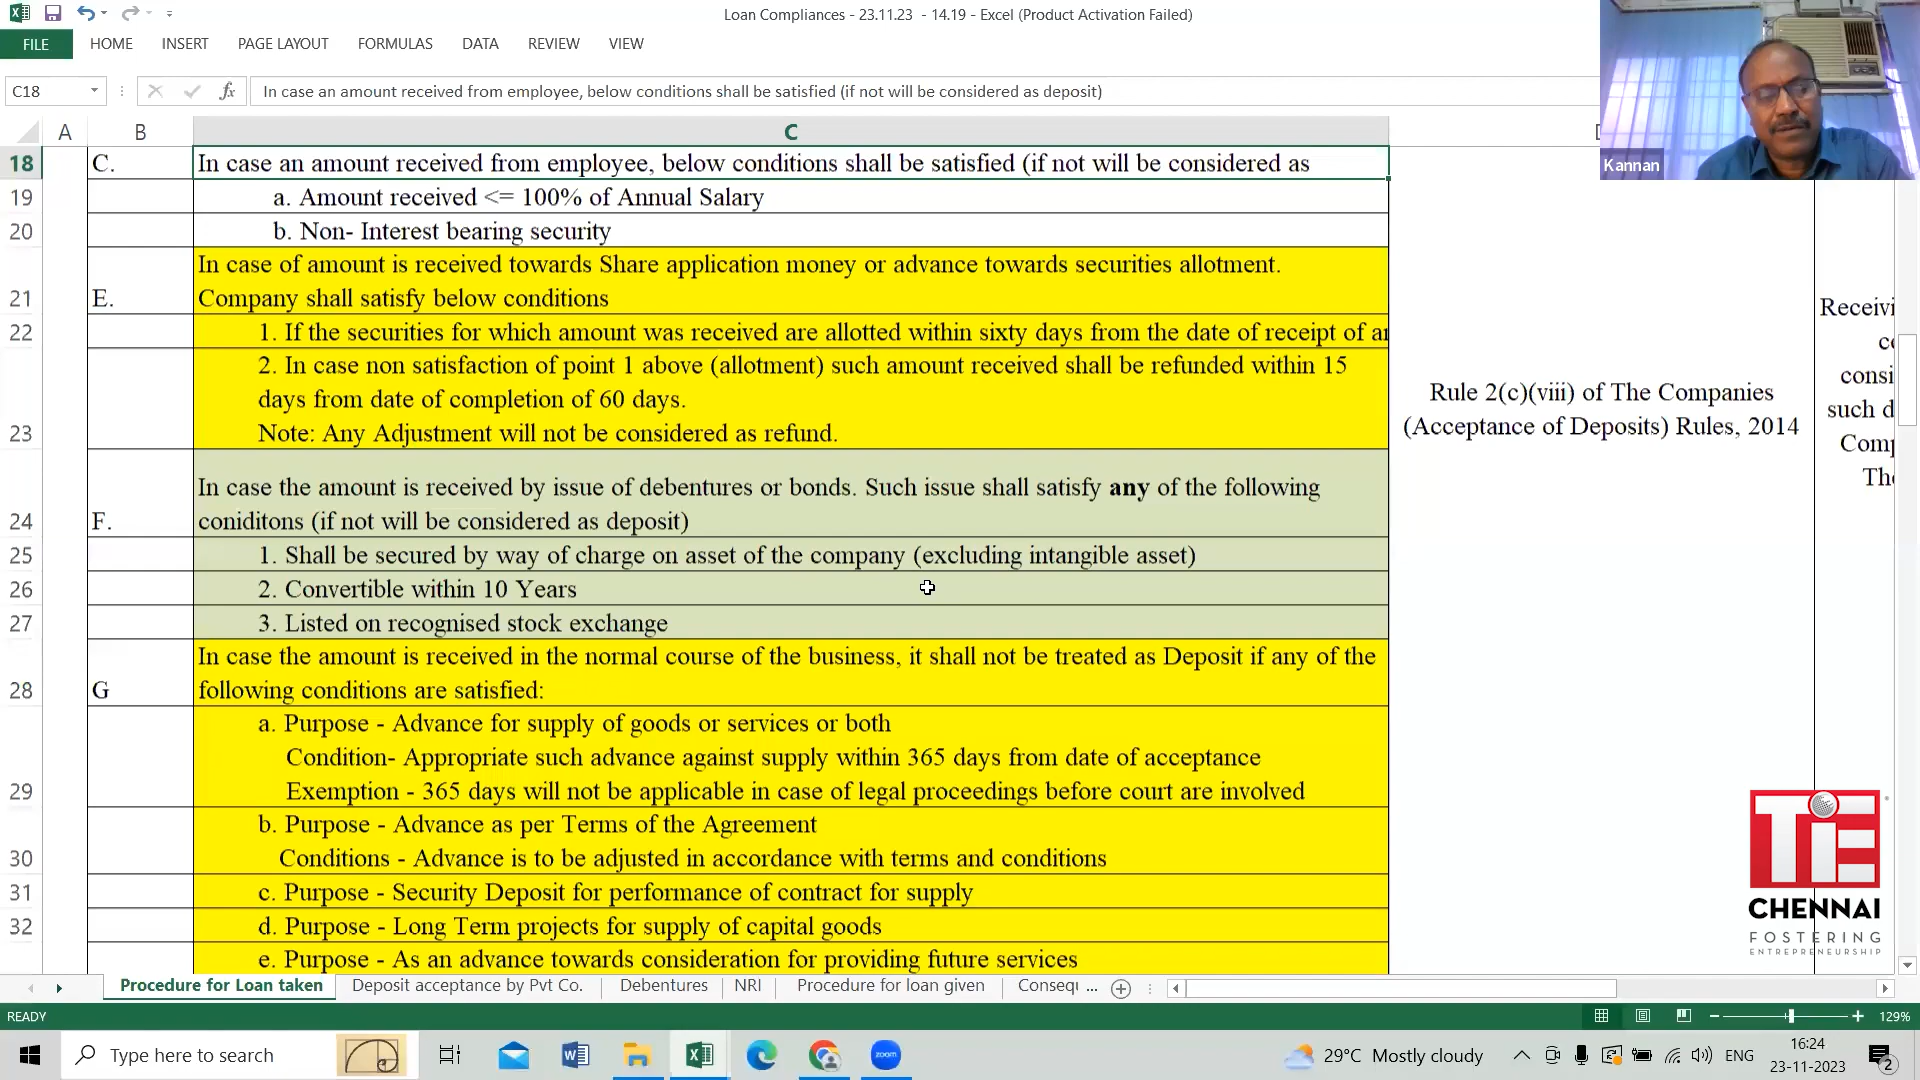 Loan Compliances - 23.11.23 - 14.19 - Excel (Product Activation Failed)
FILE HOME INSERT PAGE LAYOUT FORMULAS DATA REVIEW VIEW
C18 fx In case an amount received from employee, below conditions shall be satisfied (if not will be considered as deposit)
A B C
Kannan
18 C. In case an amount received from employee, below conditions shall be satisfied (if not will be considered as
19 a. Amount received <= 100% of Annual Salary
20 b. Non- Interest bearing security
In case of amount is received towards Share application money or advance towards securities allotment.
21 E. Company shall satisfy below conditions
22 1. If the securities for which amount was received are allotted within sixty days from the date of receipt of
2. In case non satisfaction of point 1 above (allotment) such amount received shall be refunded within 15
days from date of completion of 60 days.
23 Note: Any Adjustment will not be considered as refund.
Rule 2(c)(viii) of The Companies
(Acceptance of Deposits) Rules, 2014
In case the amount is received by issue of debentures or bonds. Such issue shall satisfy any of the following
24 F. coniditons (if not will be considered as deposit)
25 1. Shall be secured by way of charge on asset of the company (excluding intangible asset)
26 2. Convertible within 10 Years
27 3. Listed on recognised stock exchange
In case the amount is received in the normal course of the business, it shall not be treated as Deposit if any of the
28 G following conditions are satisfied:
a. Purpose - Advance for supply of goods or services or both
Condition- Appropriate such advance against supply within 365 days from date of acceptance
29 Exemption - 365 days will not be applicable in case of legal proceedings before court are involved
b. Purpose - Advance as per Terms of the Agreement
30 Conditions - Advance is to be adjusted in accordance with terms and conditions
31 c. Purpose - Security Deposit for performance of contract for supply
32 d. Purpose - Long Term projects for supply of capital goods
e. Purpose - As an advance towards consideration for providing future services
TiE
CHENNAI
FOSTERING
ENTREPRENEURSHIP
Procedure for Loan taken Deposit acceptance by Pvt Co. Debentures NRI Procedure for loan given Consequ ...
READY 129%
Type here to search zoom 29°C Mostly cloudy ENG 16:24
23-11-2023 2